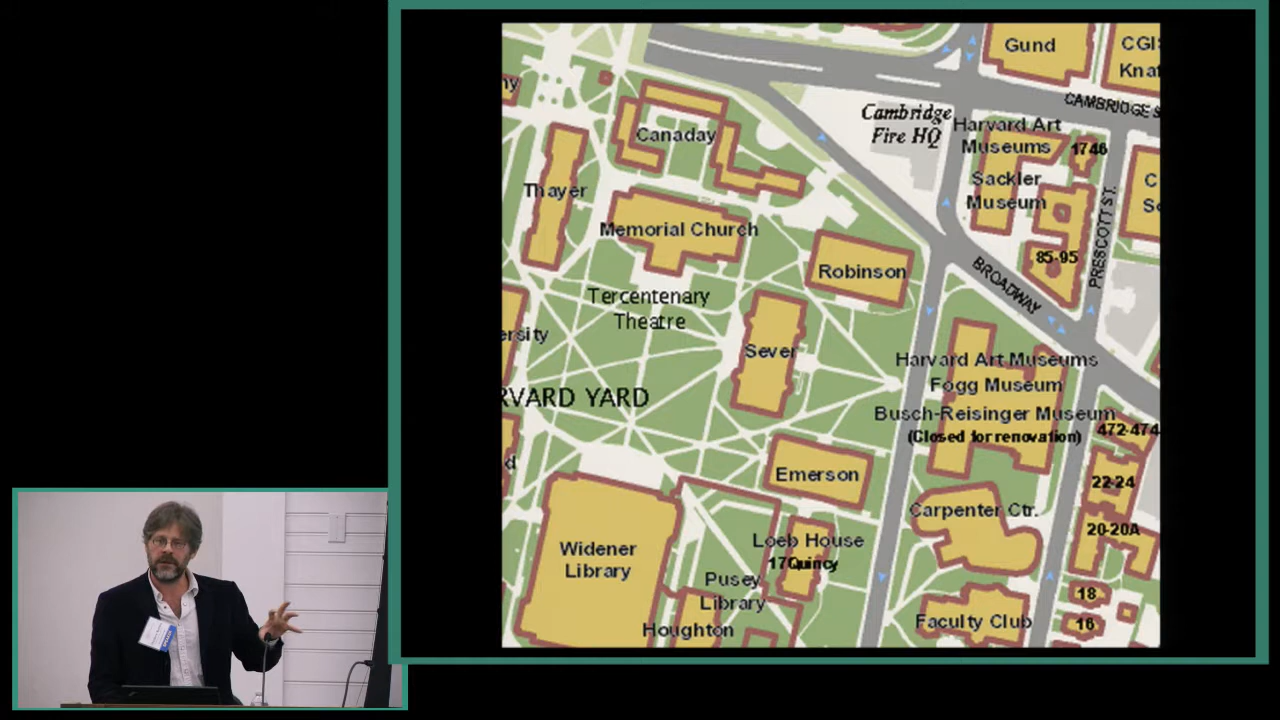 Gund
CGIS
Knaf
CAMBRIDGE S
Cambridge
Fire HQ
Harvard Art
Museums
1746
Canaday
Sackler
Museum
Thayer
PRESCOTT ST.
Memorial Church
Robinson
85-95
BROADWAY
Tercentenary
Theatre
ersity
Sever
Harvard Art Museums
Fogg Museum
Busch-Reisinger Museum
(Closed for renovation)
RVARD YARD
472-474
Emerson
22-24
Carpenter Ctr.
20-20A
Widener
Library
Loeb House
17Quincy
Pusey
Library
18
Houghton
Faculty Club
16